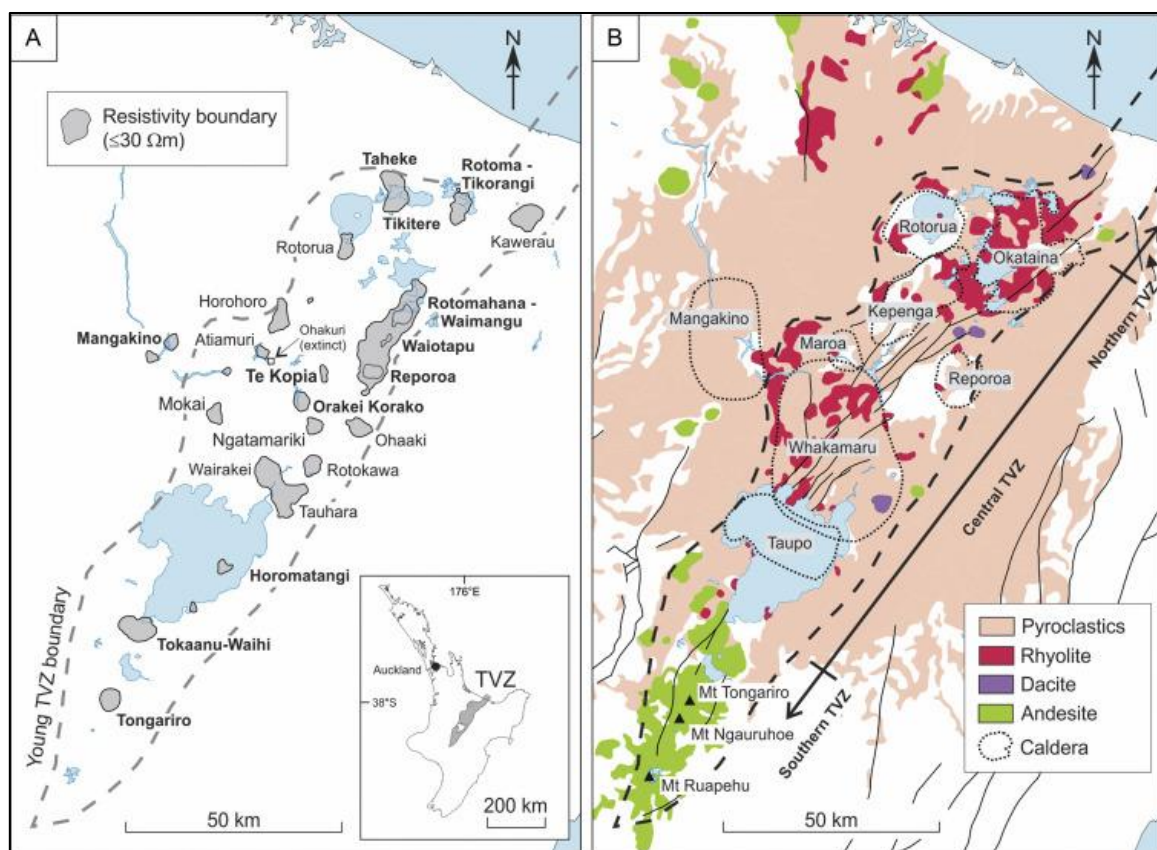 A
N
Resistivity boundary
(≤30 Ωm)
Taheke
Rotoma -
Tikorangi
Tikitere
Kawerau
Rotorua
Horohoro
Rotomahana -
Waimangu
Ohakuri
(extinct)
Mangakino
Atiamuri
Waiotapu
Te Kopia
Reporoa
Mokai
Orakei Korako
Ngatamariki
Ohaaki
Wairakei
Rotokawa
Tauhara
Horomatangi
Young TVZ boundary
Tokaanu-Waihi
Tongariro
50 km
176°E
Auckland
TVZ
38°S
200 km
B
N
Rotorua
Okataina
Mangakino
Kepenga
Maroa
Reporoa
Whakamaru
Taupo
Northern TVZ
Central TVZ
Southern TVZ
Mt Tongariro
Mt Ngauruhoe
Mt Ruapehu
50 km
Pyroclastics
Rhyolite
Dacite
Andesite
Caldera